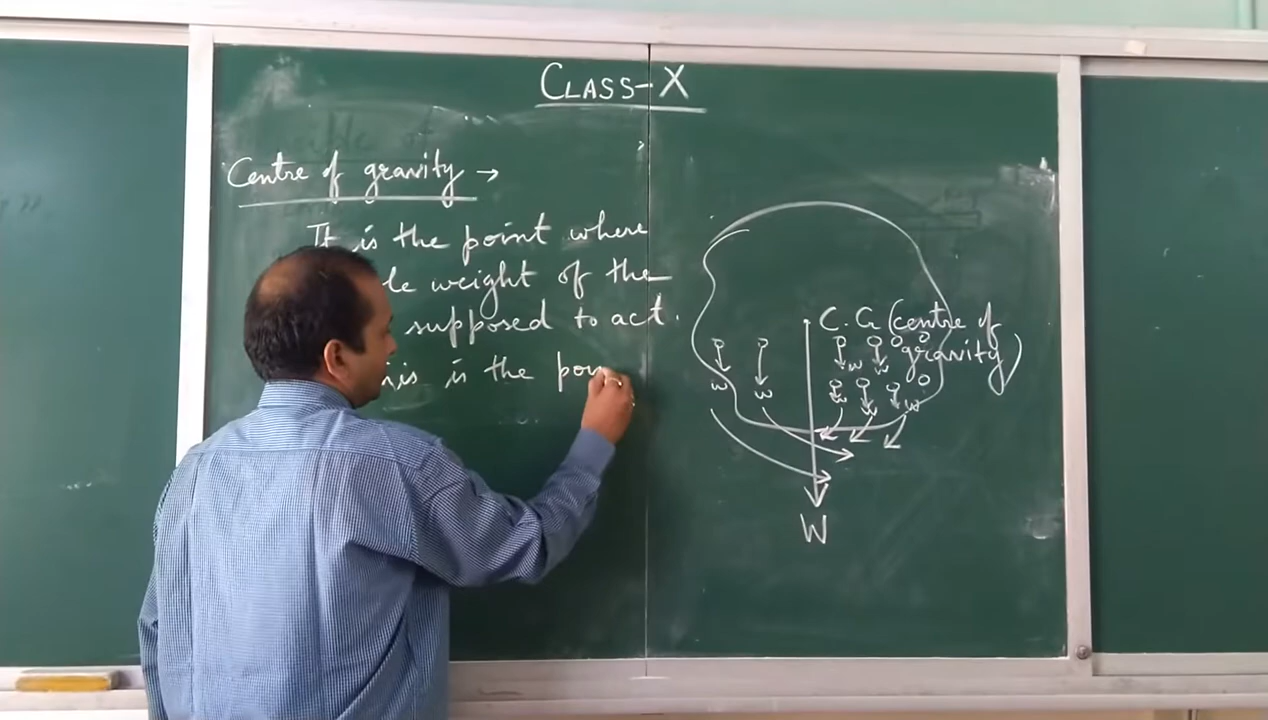 CLASS-X
Centre of gravity →
It is the point where
weight of the
supposed to act.
is the
C.G (centre of
gravity)
w w
w w w w w
W